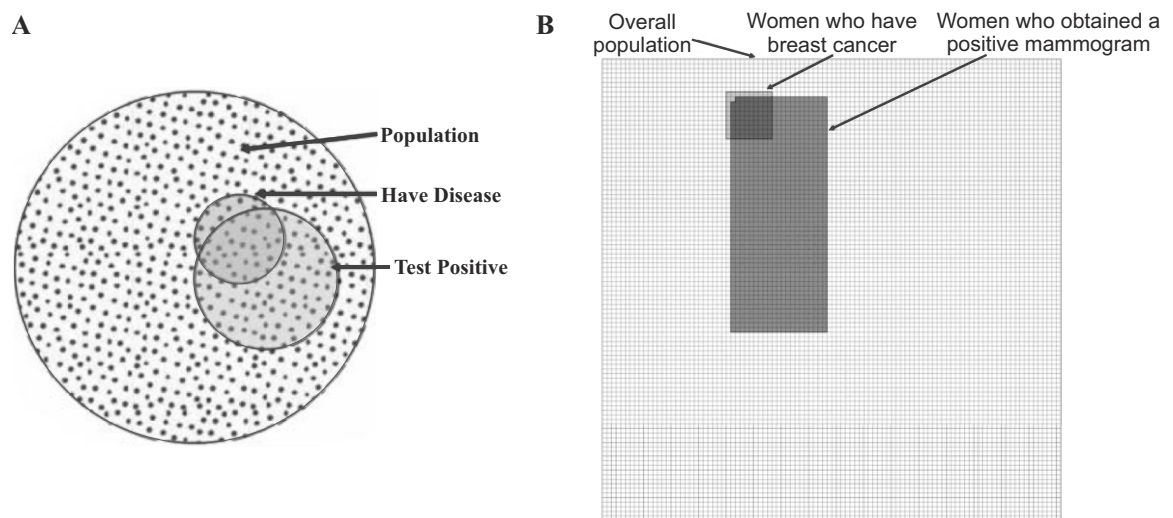 A
Population
Have Disease
Test Positive
B
Overall
population
Women who have
breast cancer
Women who obtained a
positive mammogram